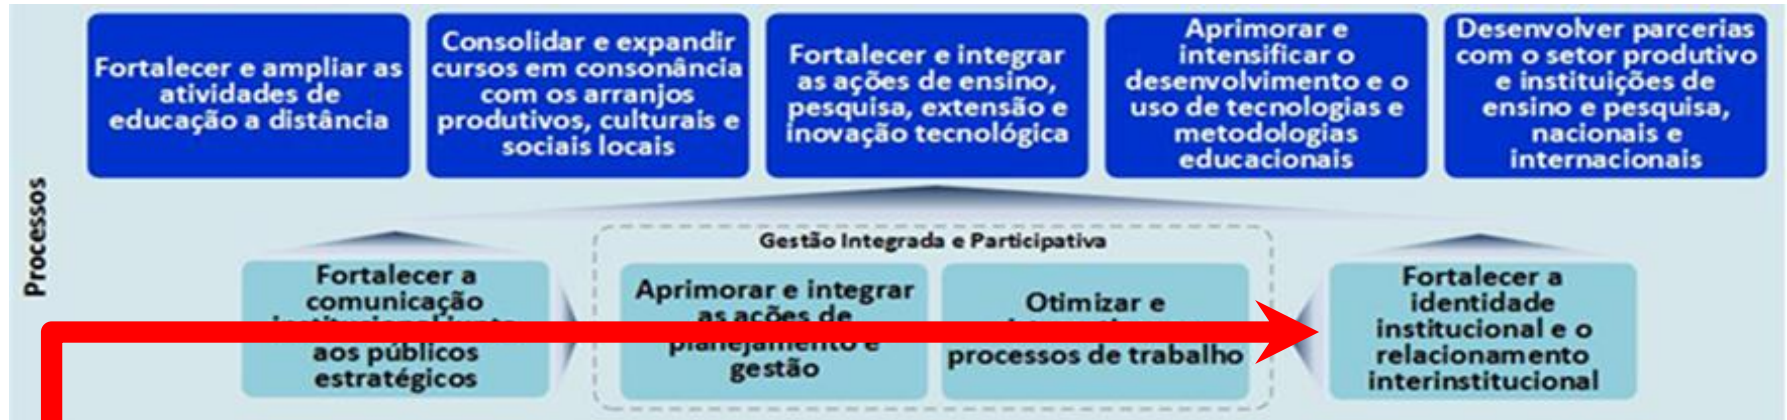 Processos
Fortalecer e ampliar as
atividades de
educação a distância
Consolidar e expandir
cursos em consonância
com os arranjos
produtivos, culturais e
sociais locais
Fortalecer e integrar
as ações de ensino,
pesquisa, extensão e
inovação tecnológica
Aprimorar e
intensificar o
desenvolvimento e o
uso de tecnologias e
metodologias
educacionais
Desenvolver parcerias
com o setor produtivo
e instituições de
ensino e pesquisa,
nacionais e
internacionais
Fortalecer a
comunicação
aos públicos
estratégicos
Gestão Integrada e Participativa
Aprimorar e integrar
as ações de
planejamento e
gestão
Otimizar e
processos de trabalho
Fortalecer a
identidade
institucional e o
relacionamento
interinstitucional